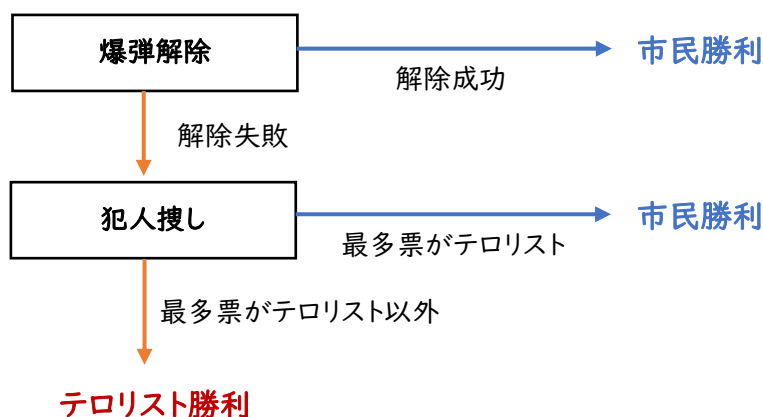 爆弾解除
市民勝利
解除成功
解除失敗
犯人捜し
市民勝利
最多票がテロリスト
最多票がテロリスト以外
テロリスト勝利